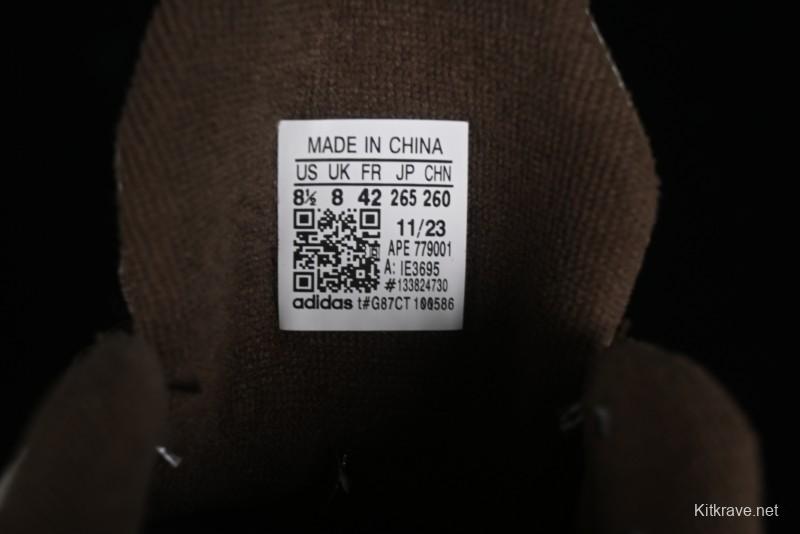 MADE IN CHINA
US UK FR JP CHN
8½ 8 42 265 260
11/23
APE 779001
A: IE3695
#133824730
adidas t#G87CT
Kitkrave.net